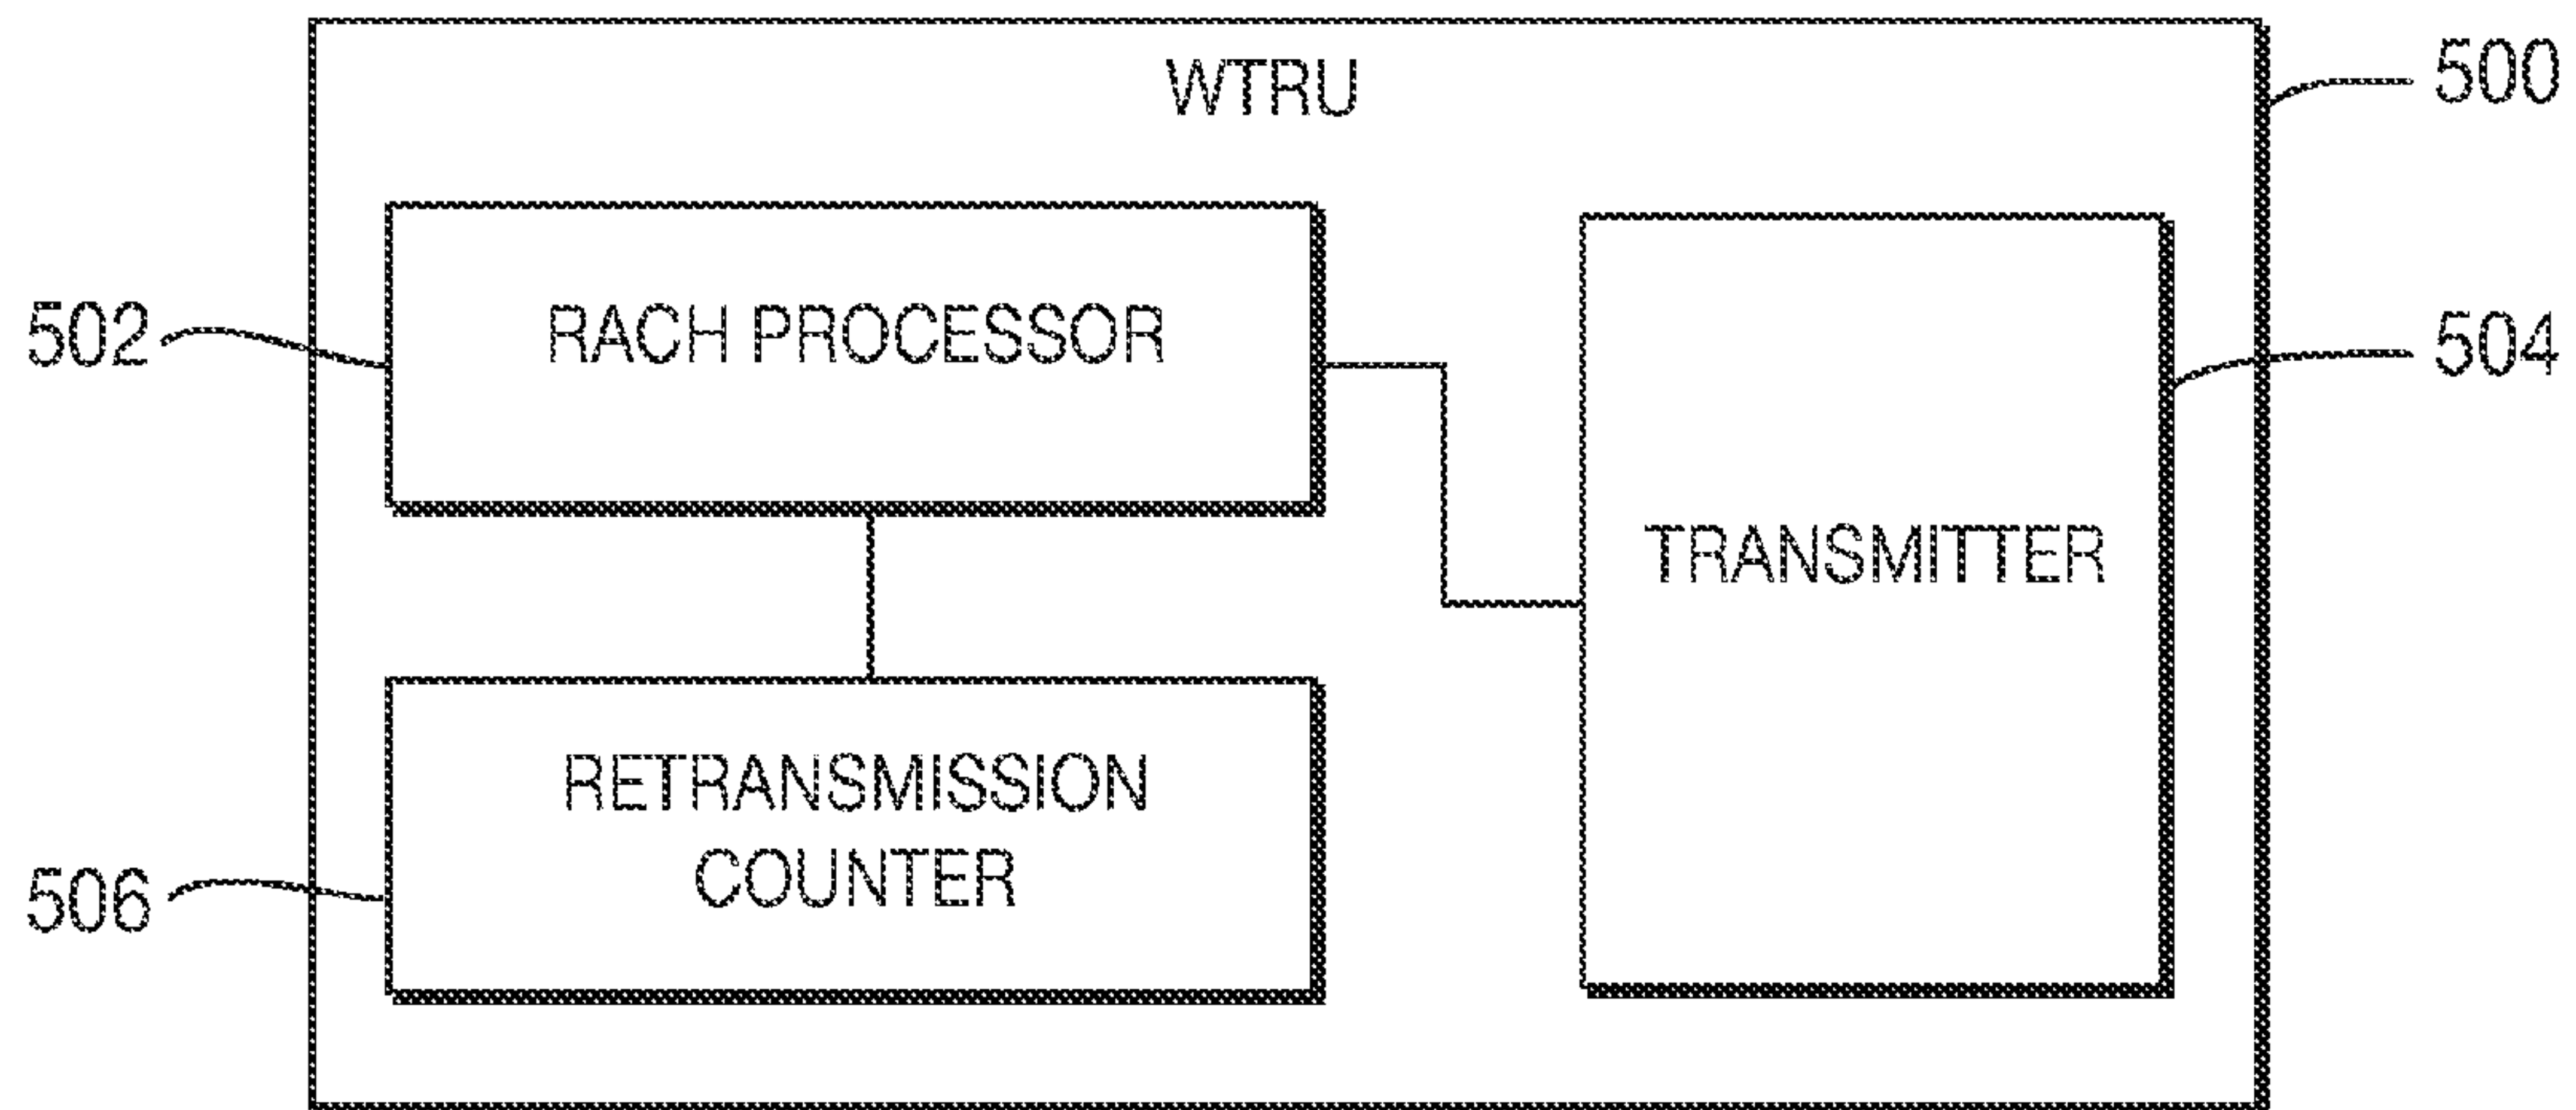 WTRU
500
502
RACH PROCESSOR
504
TRANSMITTER
RETRANSMISSION
COUNTER
506